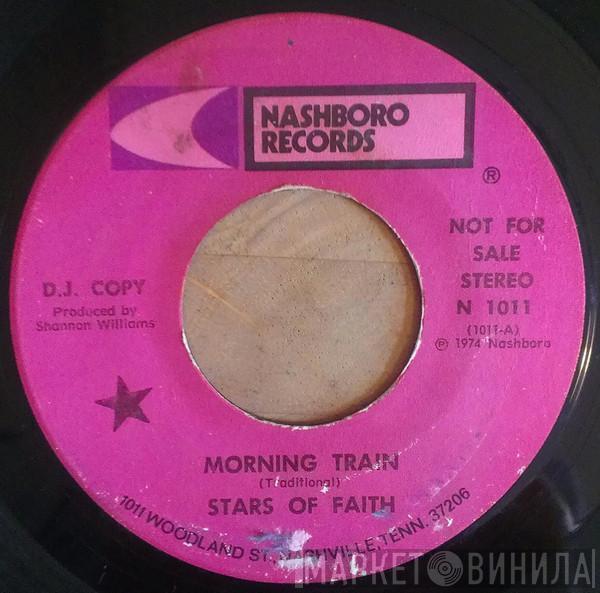 NASHBORO
RECORDS
®
NOT FOR
SALE
STEREO
N 1011
(1011-A)
℗ 1974 Nashboro
D.J. COPY
Produced by
Shannon Williams
MORNING TRAIN
(Traditional)
STARS OF FAITH
1011 WOODLAND ST. NASHVILLE, TENN. 37206
МАРКЕТ ВИНИЛА